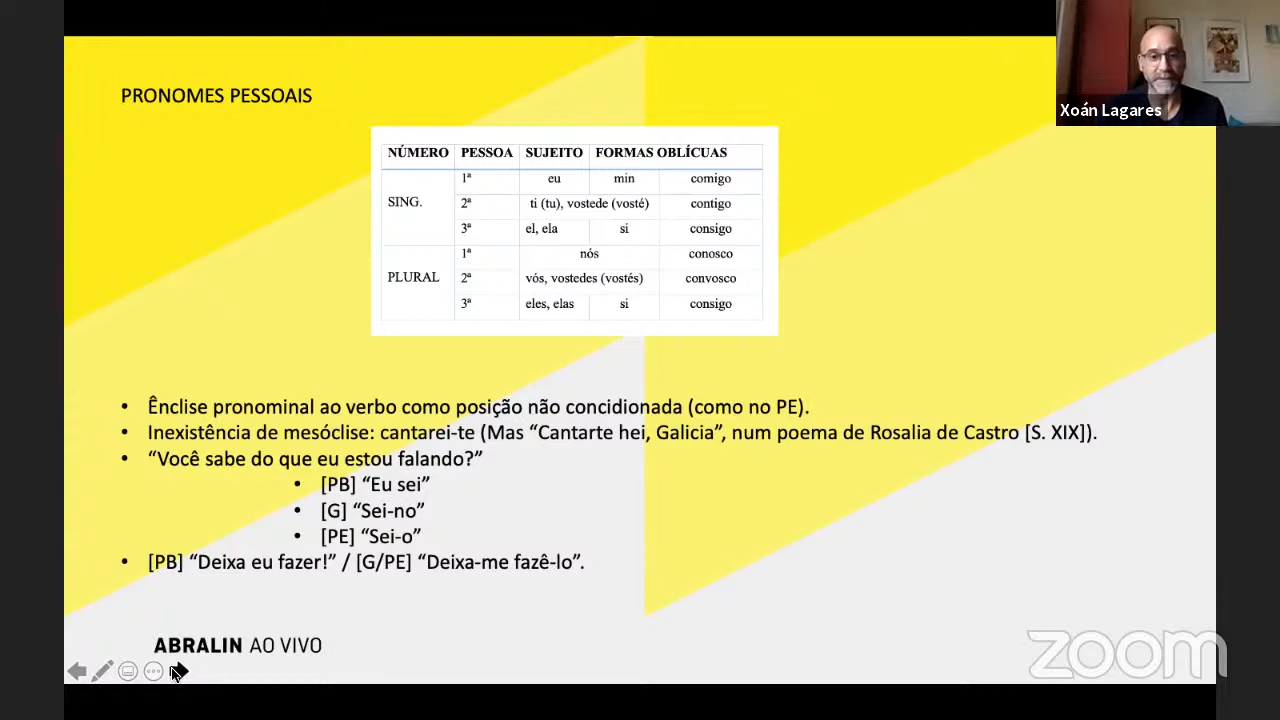 Xoán Lagares
PRONOMES PESSOAIS
NÚMERO PESSOA SUJEITO FORMAS OBLÍCUAS
SING. 1ª eu min comigo
2ª ti (tu), vostede (vosté) contigo
3ª el, ela si consigo
PLURAL 1ª nós conosco
2ª vós, vostedes (vostés) convosco
3ª eles, elas si consigo
• Ênclise pronominal ao verbo como posição não concidionada (como no PE).
• Inexistência de mesóclise: cantarei-te (Mas “Cantarte hei, Galicia”, num poema de Rosalia de Castro [S. XIX]).
• “Você sabe do que eu estou falando?”
• [PB] “Eu sei”
• [G] “Sei-no”
• [PE] “Sei-o”
• [PB] “Deixa eu fazer!” / [G/PE] “Deixa-me fazê-lo”.
ABRALIN AO VIVO
zoom